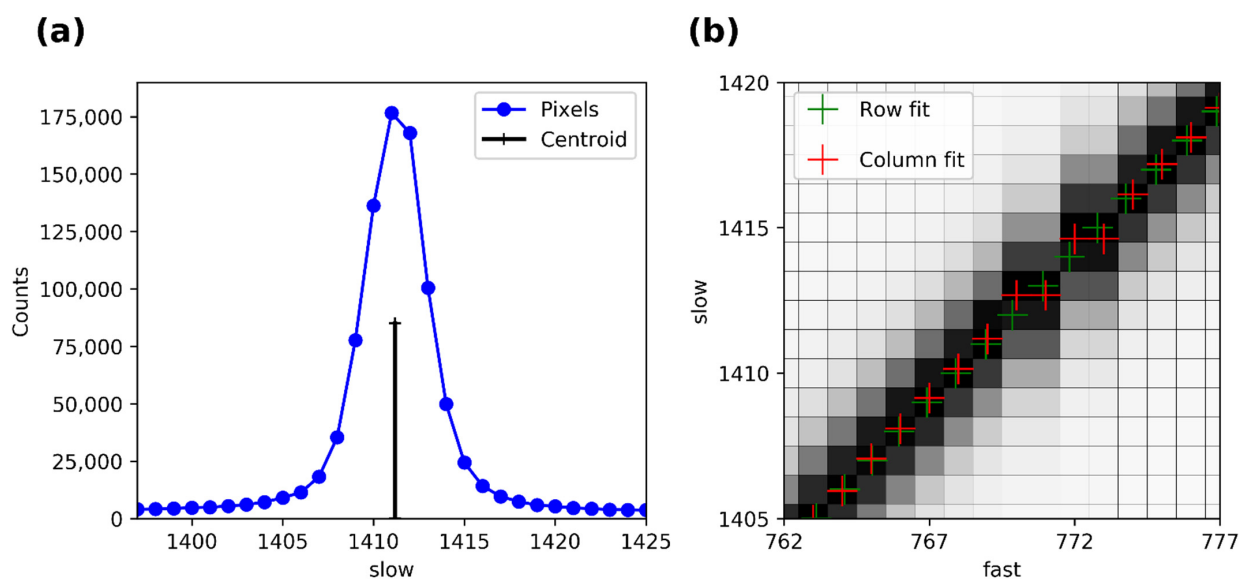 (a)
175,000
150,000
125,000
100,000
75,000
50,000
25,000
0
Counts
1400
1405
1410
1415
1420
1425
slow
Pixels
Centroid
(b)
1420
1415
1410
1405
slow
762
767
772
777
fast
Row fit
Column fit